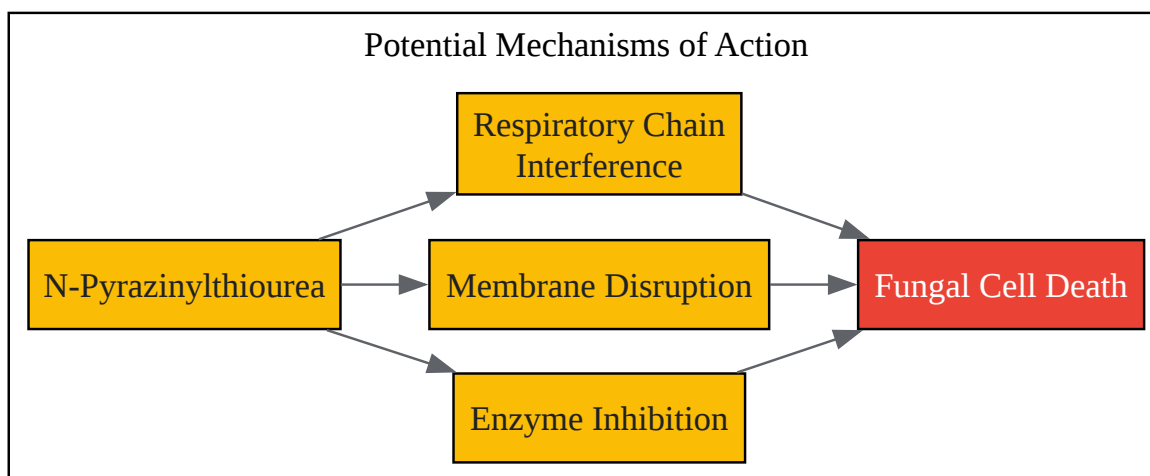 Potential Mechanisms of Action
Respiratory Chain
Interference
N-Pyrazinylthiourea
Membrane Disruption
Fungal Cell Death
Enzyme Inhibition